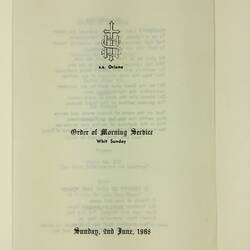 s.s. Oriana
Order of Morning Service
Whit Sunday
Sunday, 2nd June, 1968